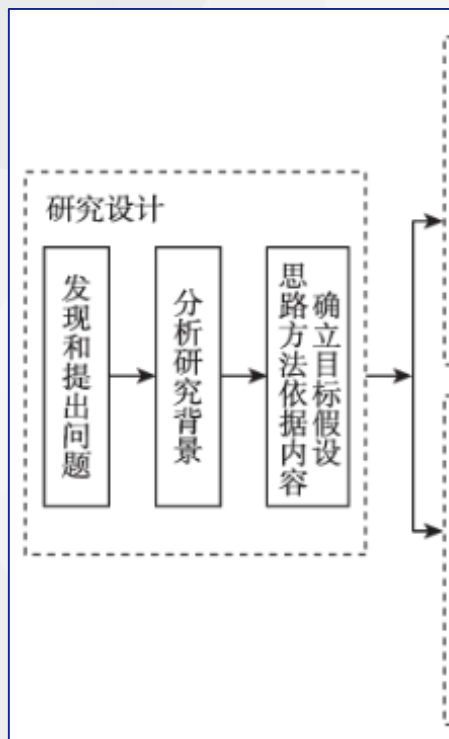 研究设计
发现和提出问题
分析研究背景
确立目标假设
思路方法依据内容